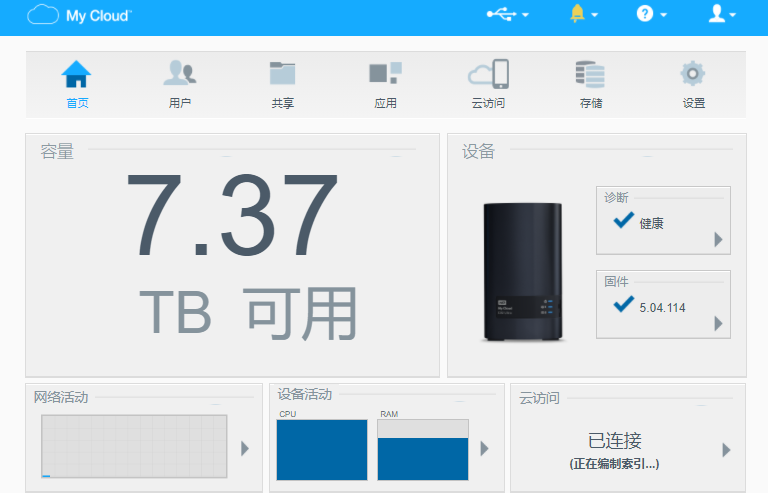 My Cloud
首页
用户
共享
应用
云访问
存储
设置
容量
7.37
TB 可用
设备
诊断
健康
固件
5.04.114
WD
My Cloud
网络活动
设备活动
CPU
RAM
云访问
已连接
(正在编制索引...)